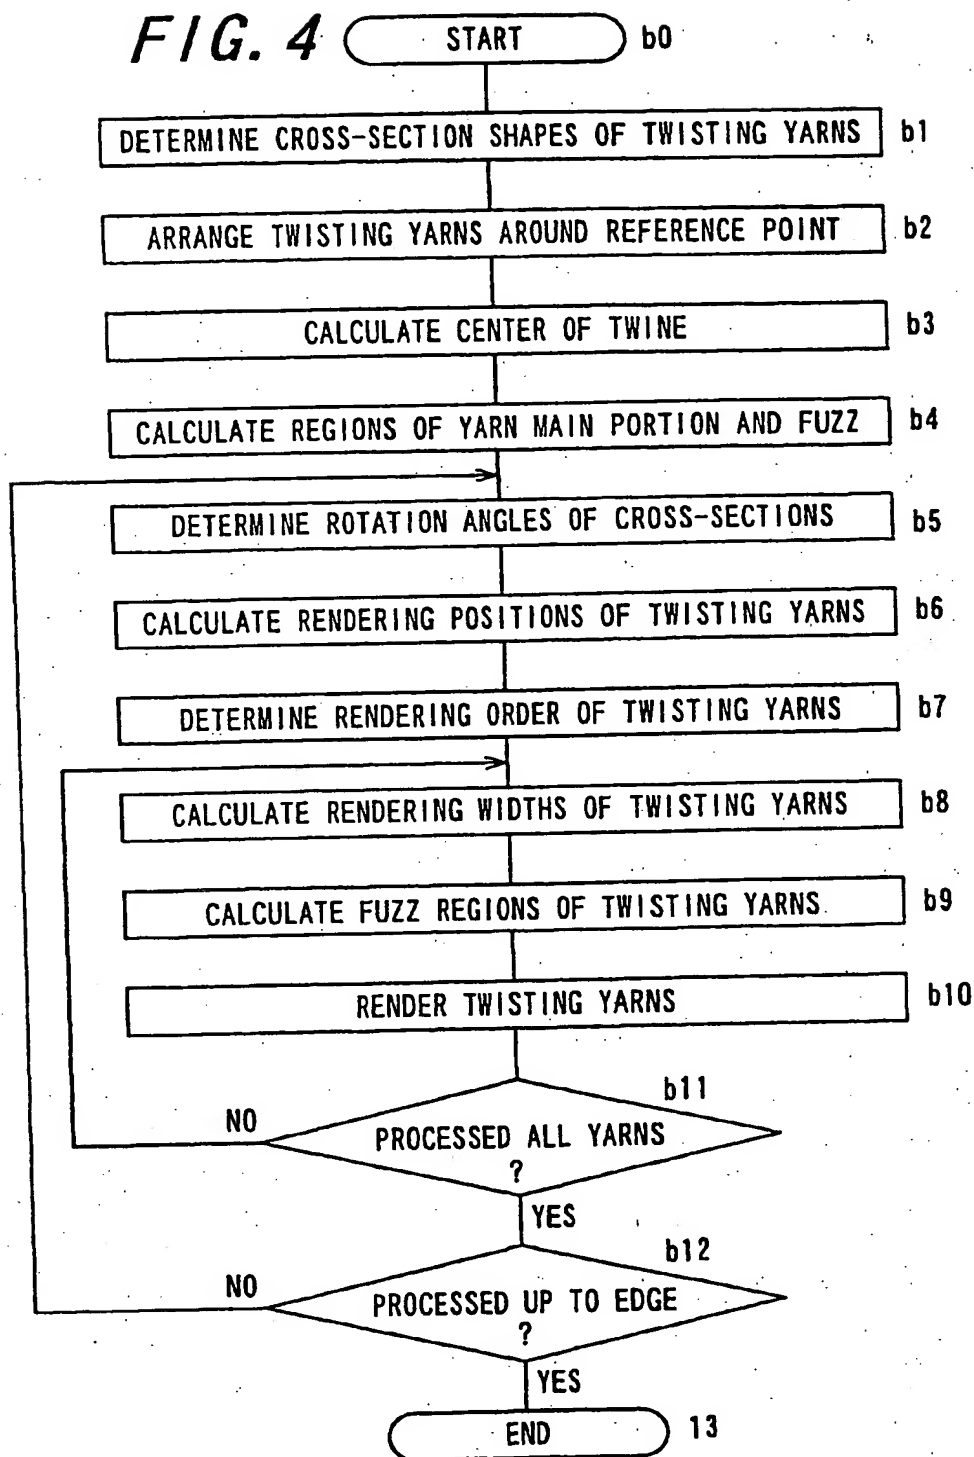 FIG. 4
START b0
DETERMINE CROSS-SECTION SHAPES OF TWISTING YARNS b1
ARRANGE TWISTING YARNS AROUND REFERENCE POINT b2
CALCULATE CENTER OF TWINE b3
CALCULATE REGIONS OF YARN MAIN PORTION AND FUZZ b4
DETERMINE ROTATION ANGLES OF CROSS-SECTIONS b5
CALCULATE RENDERING POSITIONS OF TWISTING YARNS b6
DETERMINE RENDERING ORDER OF TWISTING YARNS b7
CALCULATE RENDERING WIDTHS OF TWISTING YARNS b8
CALCULATE FUZZ REGIONS OF TWISTING YARNS b9
RENDER TWISTING YARNS b10
b11
NO
PROCESSED ALL YARNS
?
YES
b12
NO
PROCESSED UP TO EDGE
?
YES
END 13